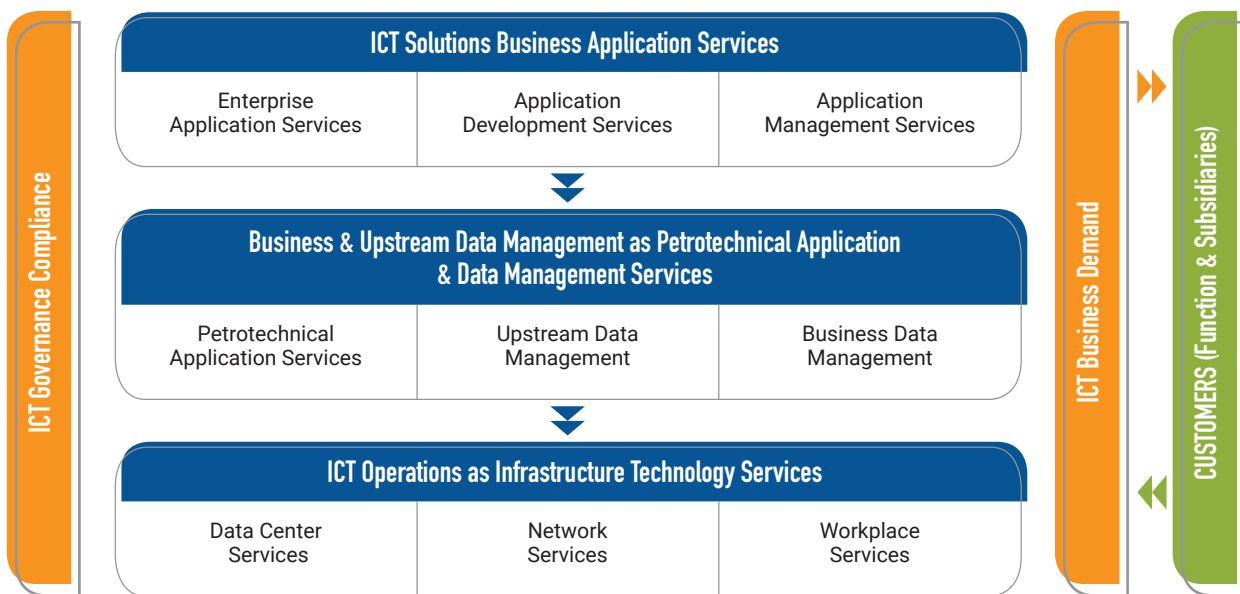 ICT Governance Compliance
ICT Solutions Business Application Services
Enterprise
Application Services
Application
Development Services
Application
Management Services
Business & Upstream Data Management as Petrotechnical Application
& Data Management Services
Petrotechnical
Application Services
Upstream Data
Management
Business Data
Management
ICT Operations as Infrastructure Technology Services
Data Center
Services
Network
Services
Workplace
Services
ICT Business Demand
CUSTOMERS (Function & Subsidiaries)